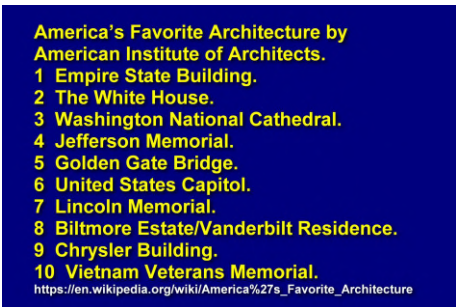 America's Favorite Architecture by
American Institute of Architects.
1 Empire State Building.
2 The White House.
3 Washington National Cathedral.
4 Jefferson Memorial.
5 Golden Gate Bridge.
6 United States Capitol.
7 Lincoln Memorial.
8 Biltmore Estate/Vanderbilt Residence.
9 Chrysler Building.
10 Vietnam Veterans Memorial.
https://en.wikipedia.org/wiki/America%27s_Favorite_Architecture